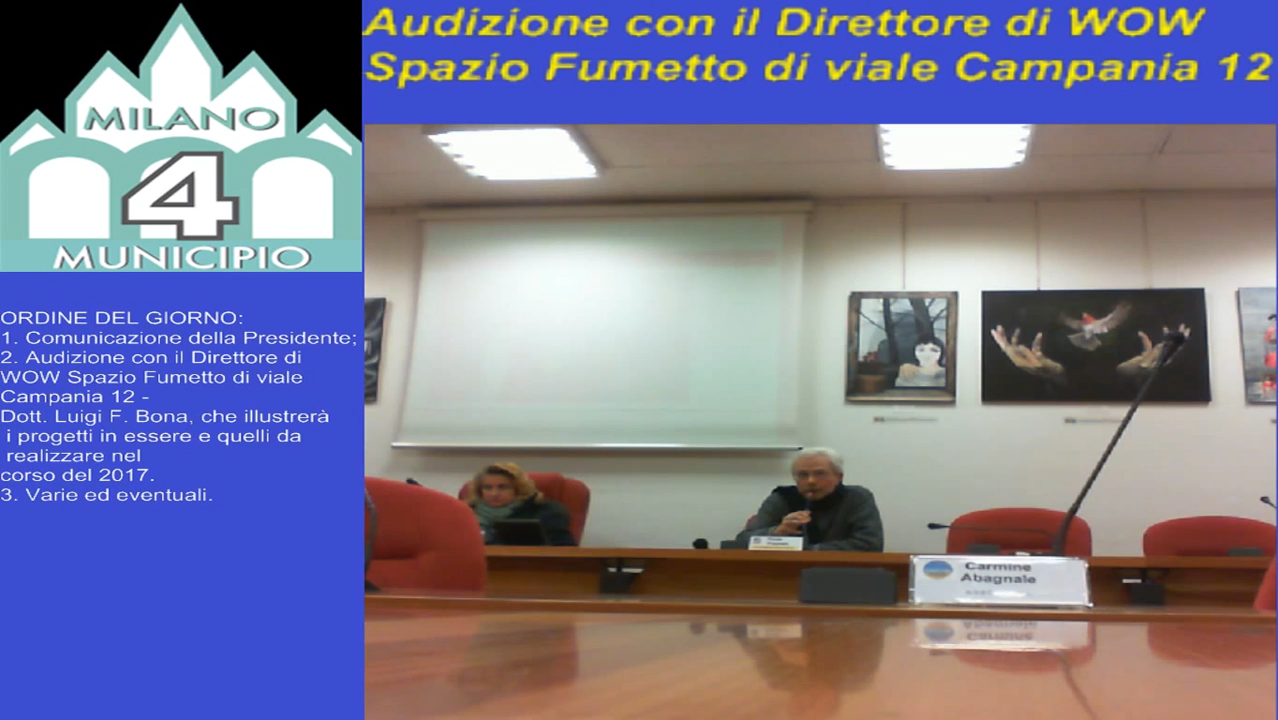 Audizione con il Direttore di WOW
Spazio Fumetto di viale Campania 12
MILANO
4
MUNICIPIO
ORDINE DEL GIORNO:
1. Comunicazione della Presidente;
2. Audizione con il Direttore di
WOW Spazio Fumetto di viale
Campania 12 -
Dott. Luigi F. Bona, che illustrerà
i progetti in essere e quelli da
realizzare nel
corso del 2017.
3. Varie ed eventuali.
Carmine
Abagnale